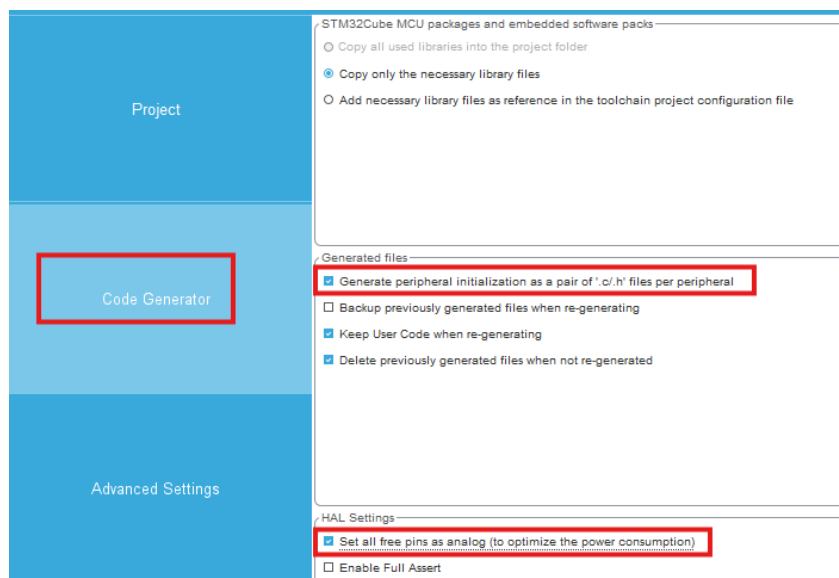 Project
Code Generator
Advanced Settings
STM32Cube MCU packages and embedded software packs
Copy all used libraries into the project folder
Copy only the necessary library files
Add necessary library files as reference in the toolchain project configuration file
Generated files
Generate peripheral initialization as a pair of '.c/.h' files per peripheral
Backup previously generated files when re-generating
Keep User Code when re-generating
Delete previously generated files when not re-generated
HAL Settings
Set all free pins as analog (to optimize the power consumption)
Enable Full Assert